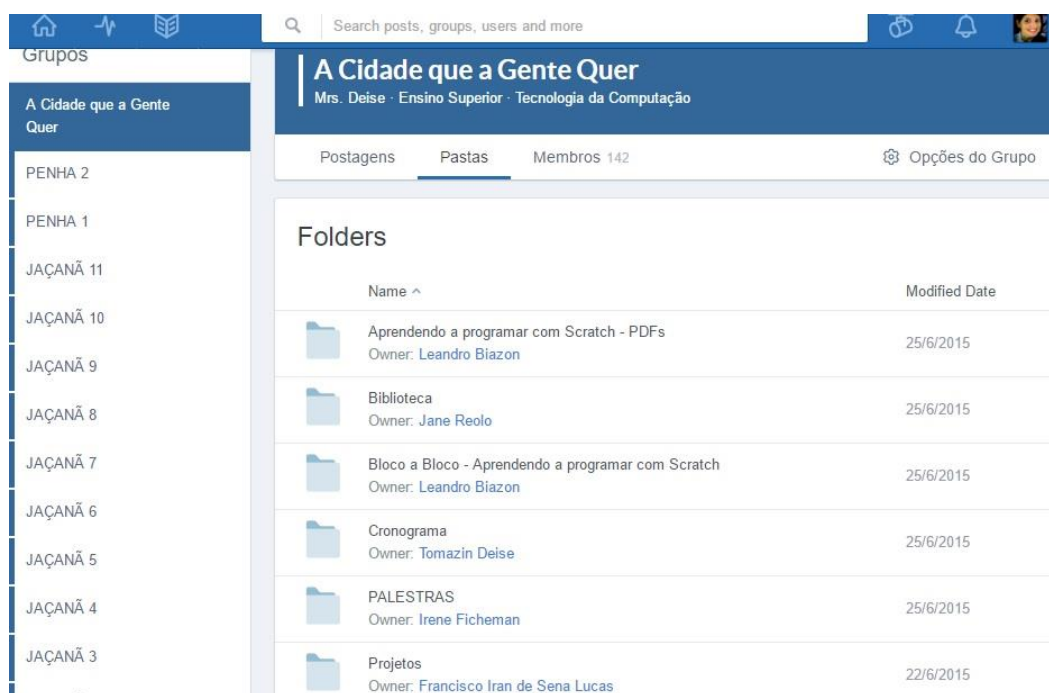 Search posts, groups, users and more
Grupos
A Cidade que a Gente
Quer
PENHA 2
PENHA 1
JAÇANÃ 11
JAÇANÃ 10
JAÇANÃ 9
JAÇANÃ 8
JAÇANÃ 7
JAÇANÃ 6
JAÇANÃ 5
JAÇANÃ 4
JAÇANÃ 3
A Cidade que a Gente Quer
Mrs. Deise · Ensino Superior · Tecnologia da Computação
Postagens Pastas Membros 142 Opções do Grupo
Folders
Name Modified Date
Aprendendo a programar com Scratch - PDFs
Owner: Leandro Biazon
25/6/2015
Biblioteca
Owner: Jane Reolo
25/6/2015
Bloco a Bloco - Aprendendo a programar com Scratch
Owner: Leandro Biazon
25/6/2015
Cronograma
Owner: Tomazin Deise
25/6/2015
PALESTRAS
Owner: Irene Ficheman
25/6/2015
Projetos
Owner: Francisco Iran de Sena Lucas
22/6/2015